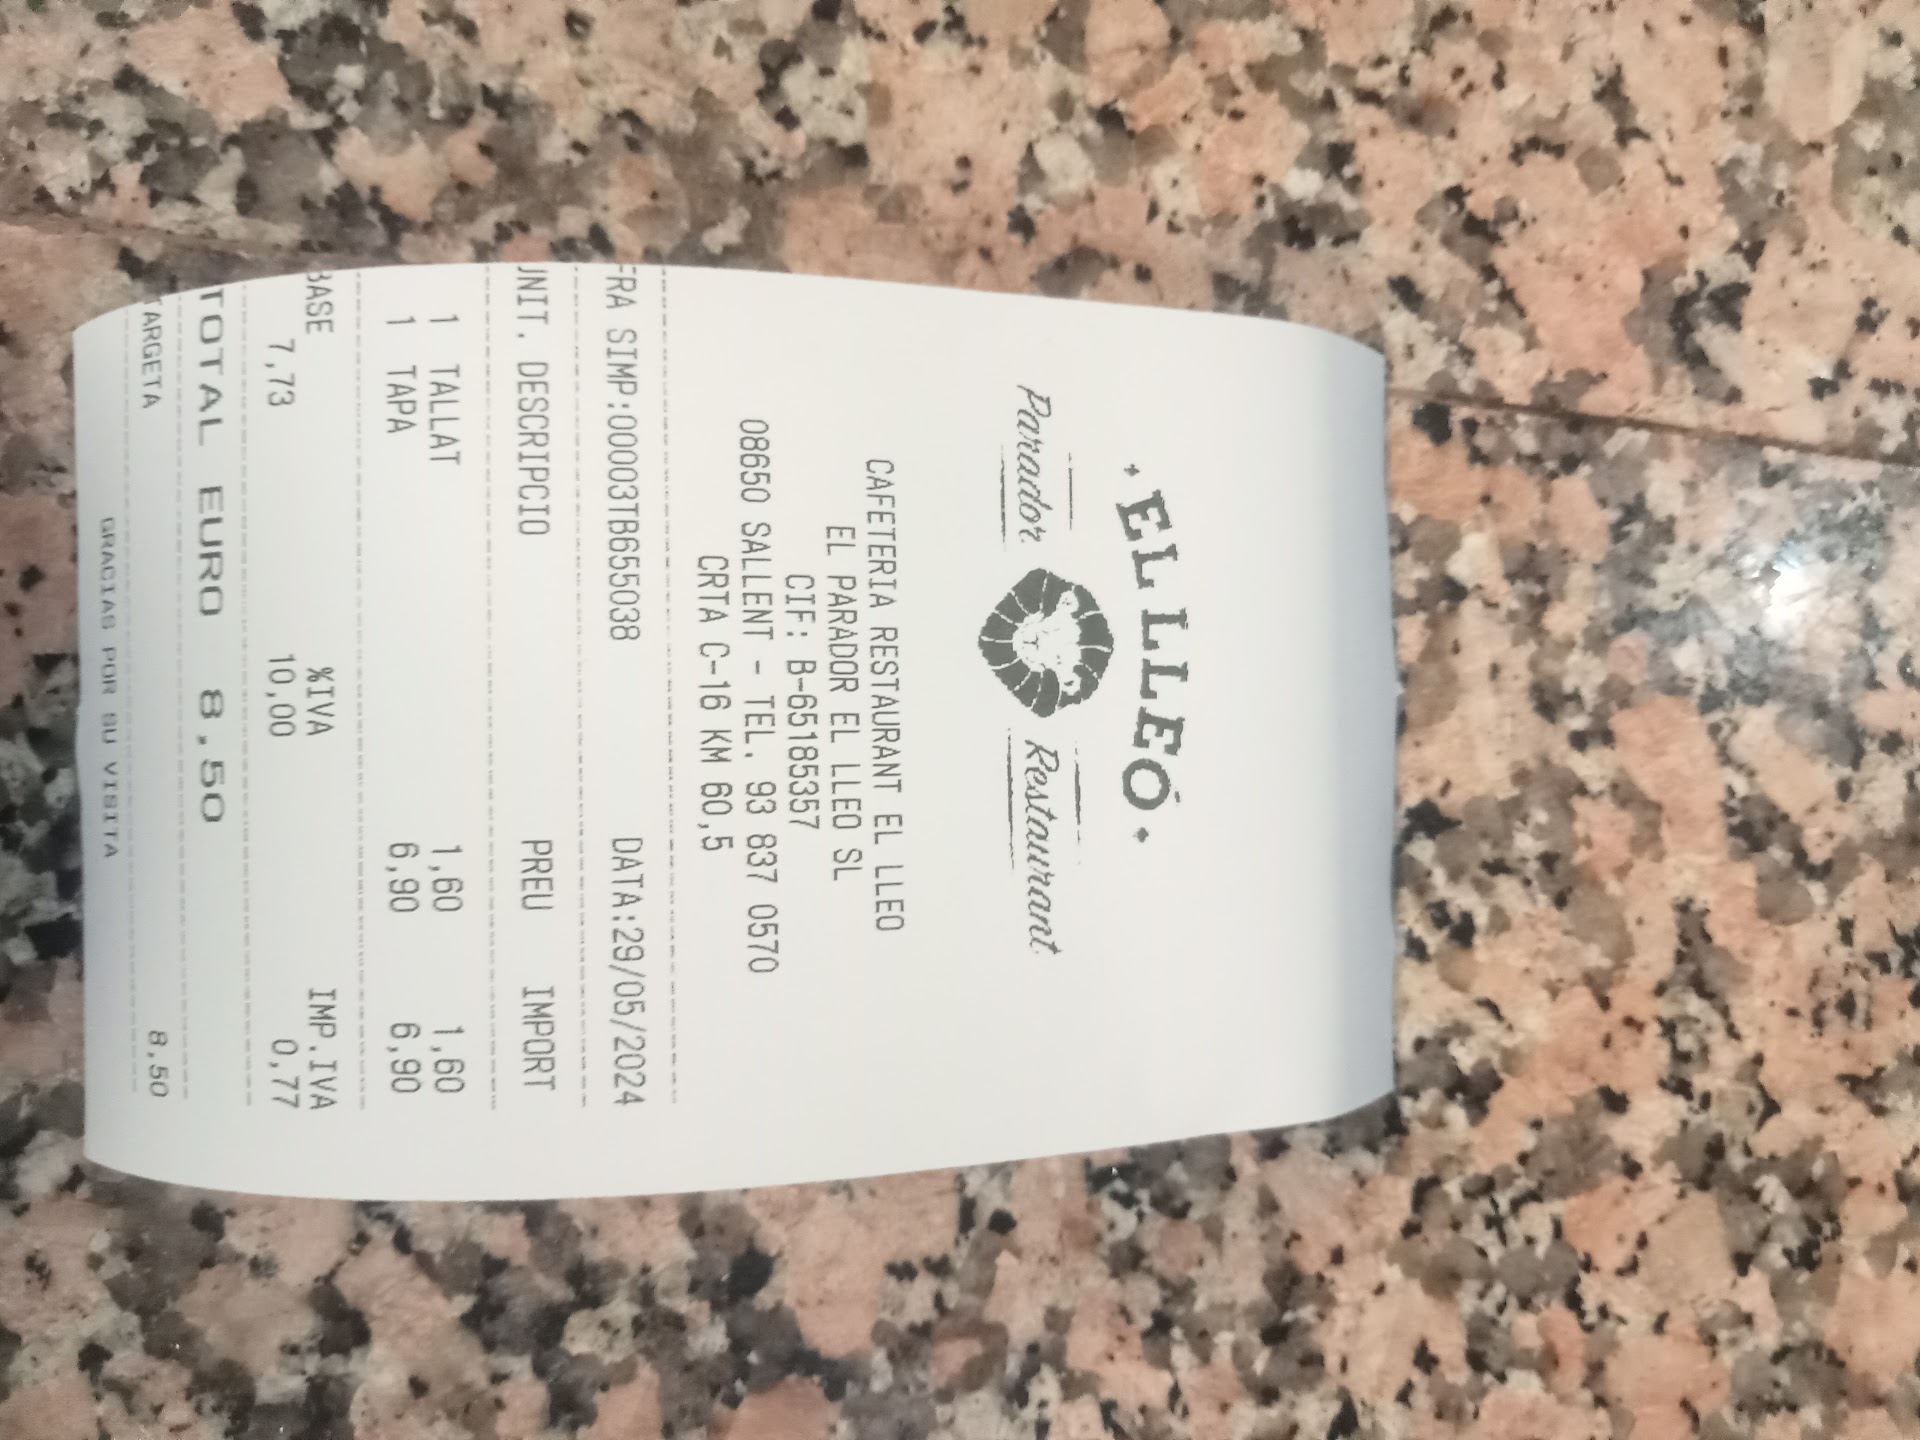 · EL LLEÓ ·
Parador Restaurant
CAFETERIA RESTAURANT EL LLEO
EL PARADOR EL LLEO SL
CIF: B-65185357
08650 SALLENT - TEL. 93 837 0570
CRTA C-16 KM 60,5
FRA SIMP:00003TB655038 DATA:29/05/2024
UNIT. DESCRIPCIO PREU IMPORT
1 TALLAT 1,60 1,60
1 TAPA 6,90 6,90
BASE %IVA IMP.IVA
7,73 10,00 0,77
TOTAL EURO 8,50
TARGETA 8,50
GRACIAS POR SU VISITA